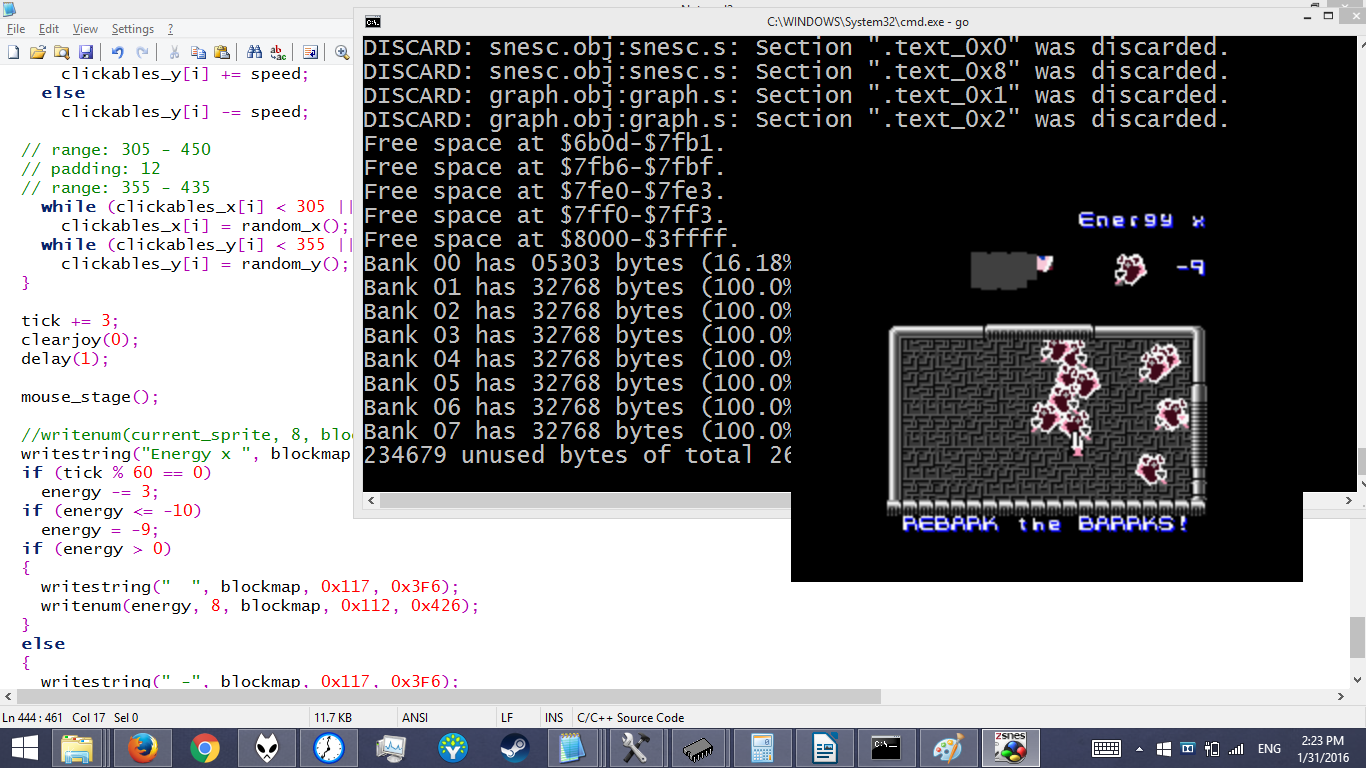 C:\WINDOWS\System32\cmd.exe - go
File Edit View Settings ?
clickables_y[i] += speed;
else
clickables_y[i] -= speed;
// range: 305 - 450
// padding: 12
// range: 355 - 435
while (clickables_x[i] < 305 ||
clickables_x[i] = random_x();
while (clickables_y[i] < 355 ||
clickables_y[i] = random_y();
}
tick += 3;
clearjoy(0);
delay(1);
mouse_stage();
//writenum(current_sprite, 8, blo
writestring("Energy x ", blockmap
if (tick % 60 == 0)
energy -= 3;
if (energy <= -10)
energy = -9;
if (energy > 0)
{
writestring("  ", blockmap, 0x117, 0x3F6);
writenum(energy, 8, blockmap, 0x112, 0x426);
}
else
{
writestring(" -", blockmap, 0x117, 0x3F6);
DISCARD: snesc.obj:snesc.s: Section ".text_0x0" was discarded.
DISCARD: snesc.obj:snesc.s: Section ".text_0x8" was discarded.
DISCARD: graph.obj:graph.s: Section ".text_0x1" was discarded.
DISCARD: graph.obj:graph.s: Section ".text_0x2" was discarded.
Free space at $6b0d-$7fb1.
Free space at $7fb6-$7fbf.
Free space at $7fe0-$7fe3.
Free space at $7ff0-$7ff3.
Free space at $8000-$3ffff.
Bank 00 has 05303 bytes (16.18%
Bank 01 has 32768 bytes (100.0%
Bank 02 has 32768 bytes (100.0%
Bank 03 has 32768 bytes (100.0%
Bank 04 has 32768 bytes (100.0%
Bank 05 has 32768 bytes (100.0%
Bank 06 has 32768 bytes (100.0%
Bank 07 has 32768 bytes (100.0%
234679 unused bytes of total 26
Energy x
-9
REBARK the BARRKS!
Ln 444 : 461 Col 17 Sel 0 11.7 KB ANSI LF INS C/C++ Source Code
zsnes
ENG
2:23 PM
1/31/2016